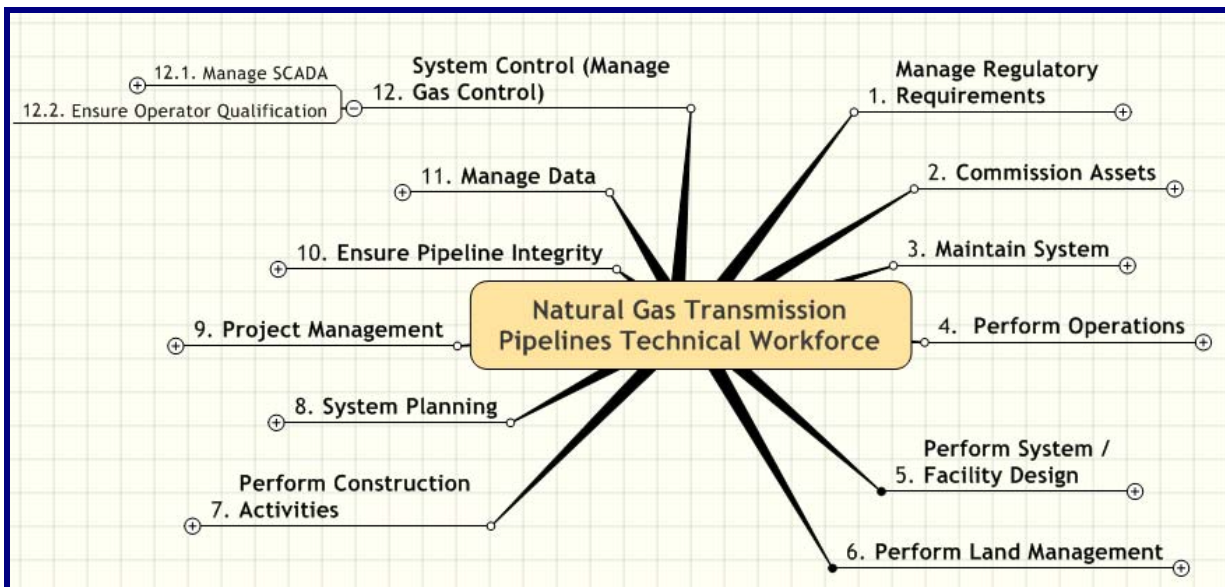 Natural Gas Transmission
Pipelines Technical Workforce
Manage Regulatory
1. Requirements
2. Commission Assets
3. Maintain System
4. Perform Operations
Perform System /
5. Facility Design
6. Perform Land Management
Perform Construction
7. Activities
8. System Planning
9. Project Management
10. Ensure Pipeline Integrity
11. Manage Data
System Control (Manage
12. Gas Control)
12.1. Manage SCADA
12.2. Ensure Operator Qualification